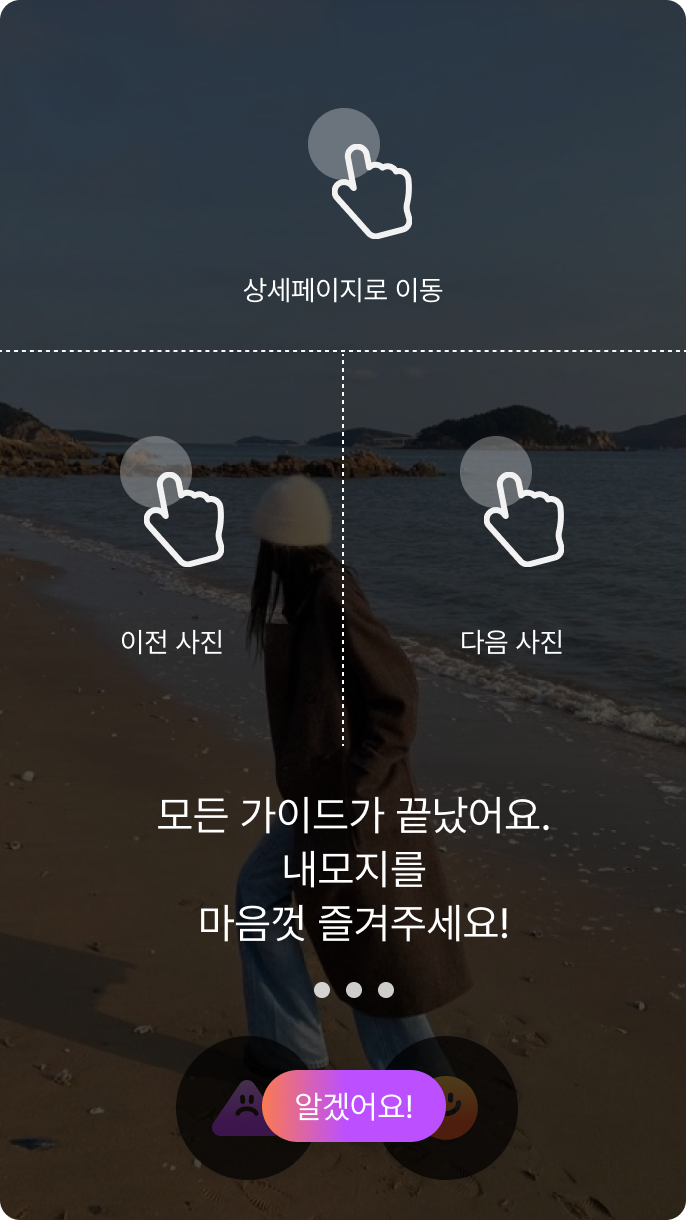 상세페이지로 이동
이전 사진
다음 사진
모든 가이드가 끝났어요.
내모지를
마음껏 즐겨주세요!
알겠어요!